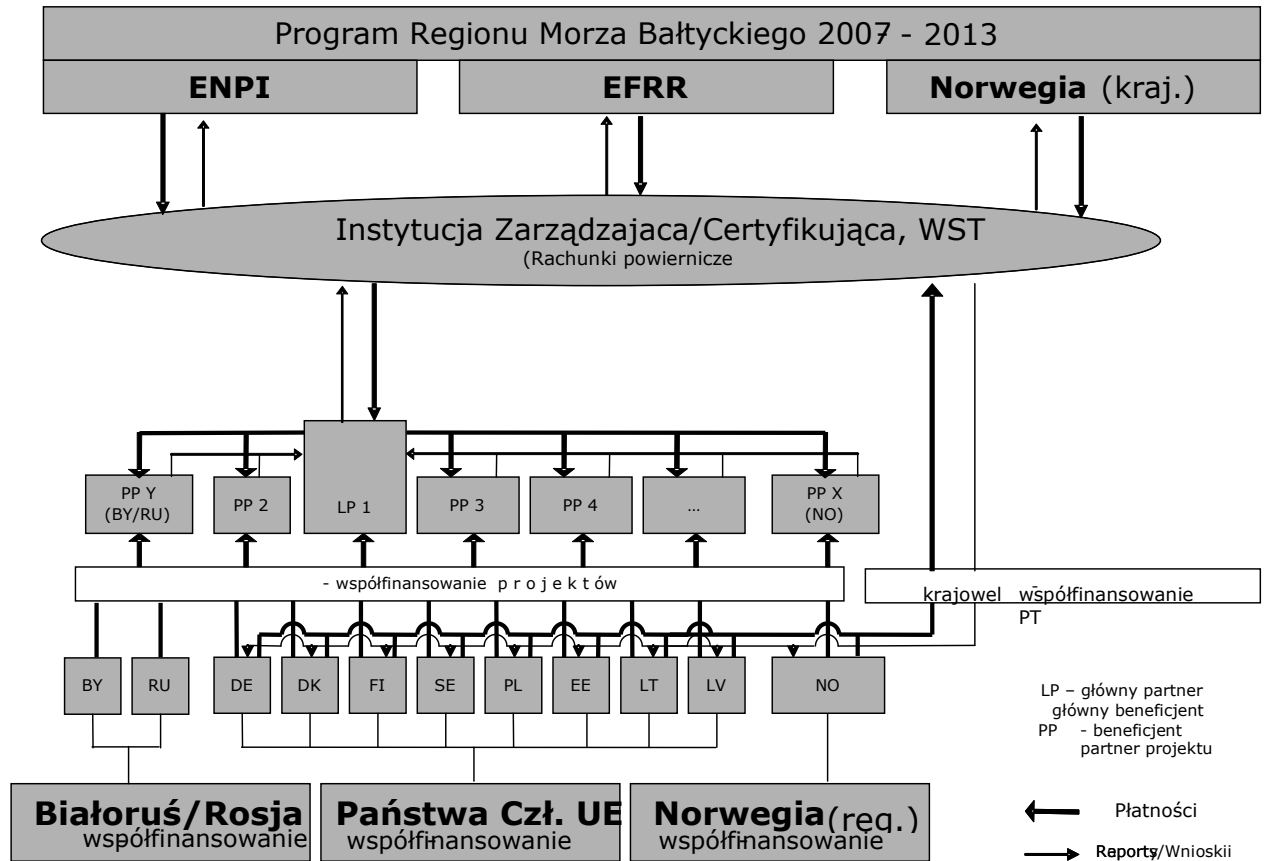 Program Regionu Morza Bałtyckiego 2007 - 2013
ENPI
EFRR
Norwegia (kraj.)
Instytucja Zarządzajaca/Certyfikująca, WST
(Rachunki powiernicze
PP Y
(BY/RU)
PP 2
LP 1
PP 3
PP 4
...
PP X
(NO)
- współfinansowanie projektów
krajowel współfinansowanie
PT
BY
RU
DE
DK
FI
SE
PL
EE
LT
LV
NO
LP – główny partner
główny beneficjent
PP - beneficjent
partner projektu
Białoruś/Rosja
współfinansowanie
Państwa Czł. UE
współfinansowanie
Norwegia (reg.)
współfinansowanie
Płatności
Raports/Wnioskii